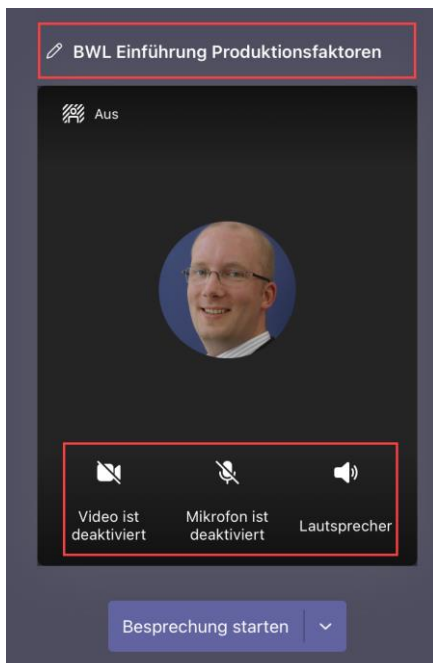 BWL Einführung Produktionsfaktoren
Aus
Video ist
deaktiviert
Mikrofon ist
deaktiviert
Lautsprecher
Besprechung starten